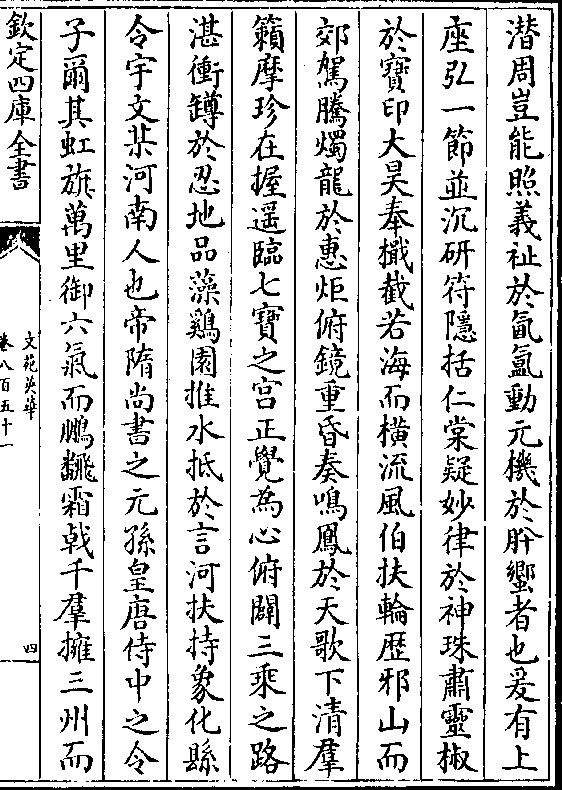 潜周豈能照義祉於氤氳動元機於肸蠁者也爰有上
座弘一節並沉研符隱括仁棠疑妙律於神珠肅靈椒
於寶印大昊奉擑截若海而横流風伯扶輪歴邪山而
郊駕騰燭龍於惠炬俯鏡重昏奏鳴鳳於天歌下清羣
籟摩珍在握遥臨七寶之宫正覺為心俯闢三乘之路
湛衝罇於忍地品藻鷄園推水抵於言河扶持象化縣
令宇文某河南人也帝隋尚書之元孫皇唐侍中之令
子爾其虹旗萬里御六氣而鵬飜霜戟千羣擁三州而
欽定四庫全書
文苑英華
卷八百五十一
四